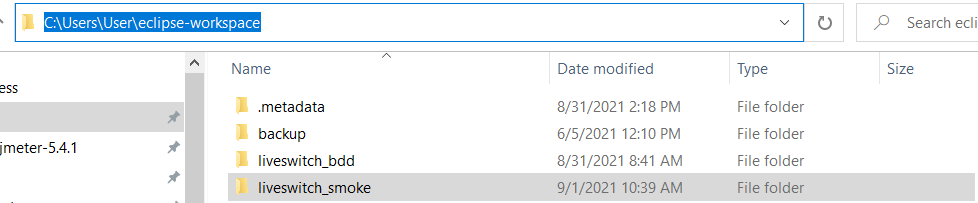 C:\Users\User\eclipse-workspace
Search ecli
Name Date modified Type Size
ess
.metadata 8/31/2021 2:18 PM File folder
backup 6/5/2021 12:10 PM File folder
jmeter-5.4.1
liveswitch_bdd 8/31/2021 8:41 AM File folder
liveswitch_smoke 9/1/2021 10:39 AM File folder